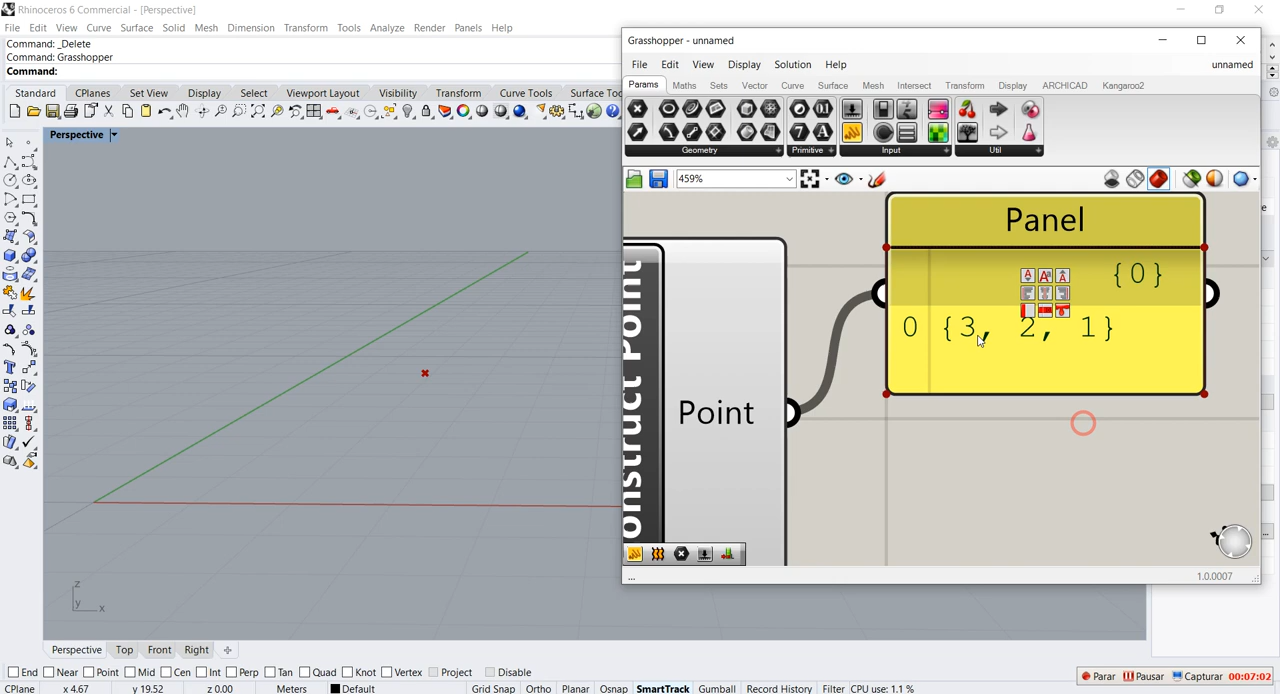 Rhinoceros 6 Commercial - [Perspective]
File Edit View Curve Surface Solid Mesh Dimension Transform Tools Analyze Render Panels Help
Command: _Delete
Command: Grasshopper
Command:
Standard CPlanes Set View Display Select Viewport Layout Visibility Transform Curve Tools Surface Too
Perspective
Grasshopper - unnamed
File Edit View Display Solution Help unnamed
Params Maths Sets Vector Curve Surface Mesh Intersect Transform Display ARCHICAD Kangaroo2
Geometry Primitive Input Util
459%
Panel
{0}
0 {3, 2, 1}
onstruct Point
Point
...
1.0.0007
z
y x
Perspective Top Front Right
End Near Point Mid Cen Int Perp Tan Quad Knot Vertex Project Disable
Parar Pausar Capturar 00:07:02
CPlane x 4.67 y 19.52 z 0.00 Meters Default Grid Snap Ortho Planar Osnap SmartTrack Gumball Record History Filter CPU use: 1.1 %